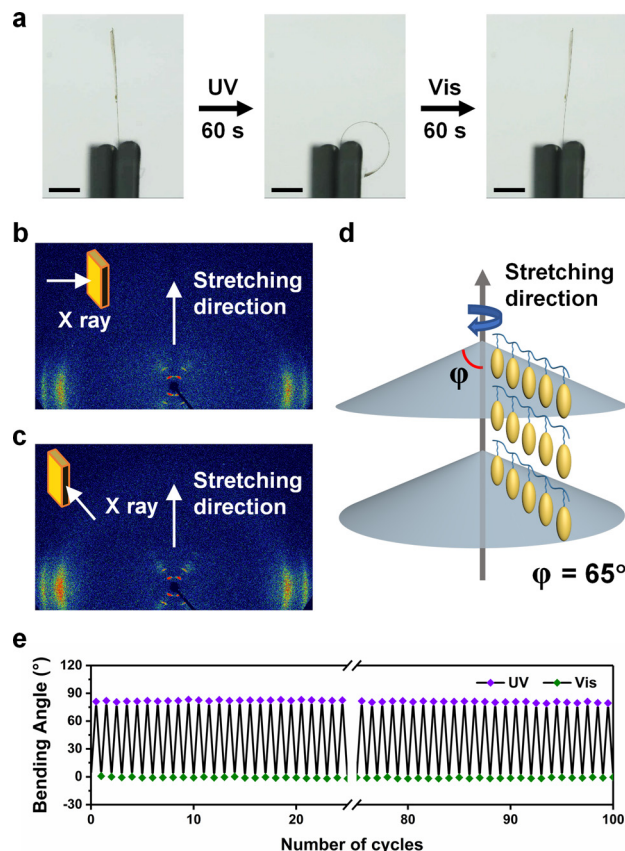 a
UV
60 s
Vis
60 s
b
X ray
Stretching
direction
c
X ray
Stretching
direction
d
Stretching
direction
φ
φ = 65°
e
Bending Angle (°)
120
90
60
30
0
-30
UV
Vis
0
10
20
80
90
100
Number of cycles